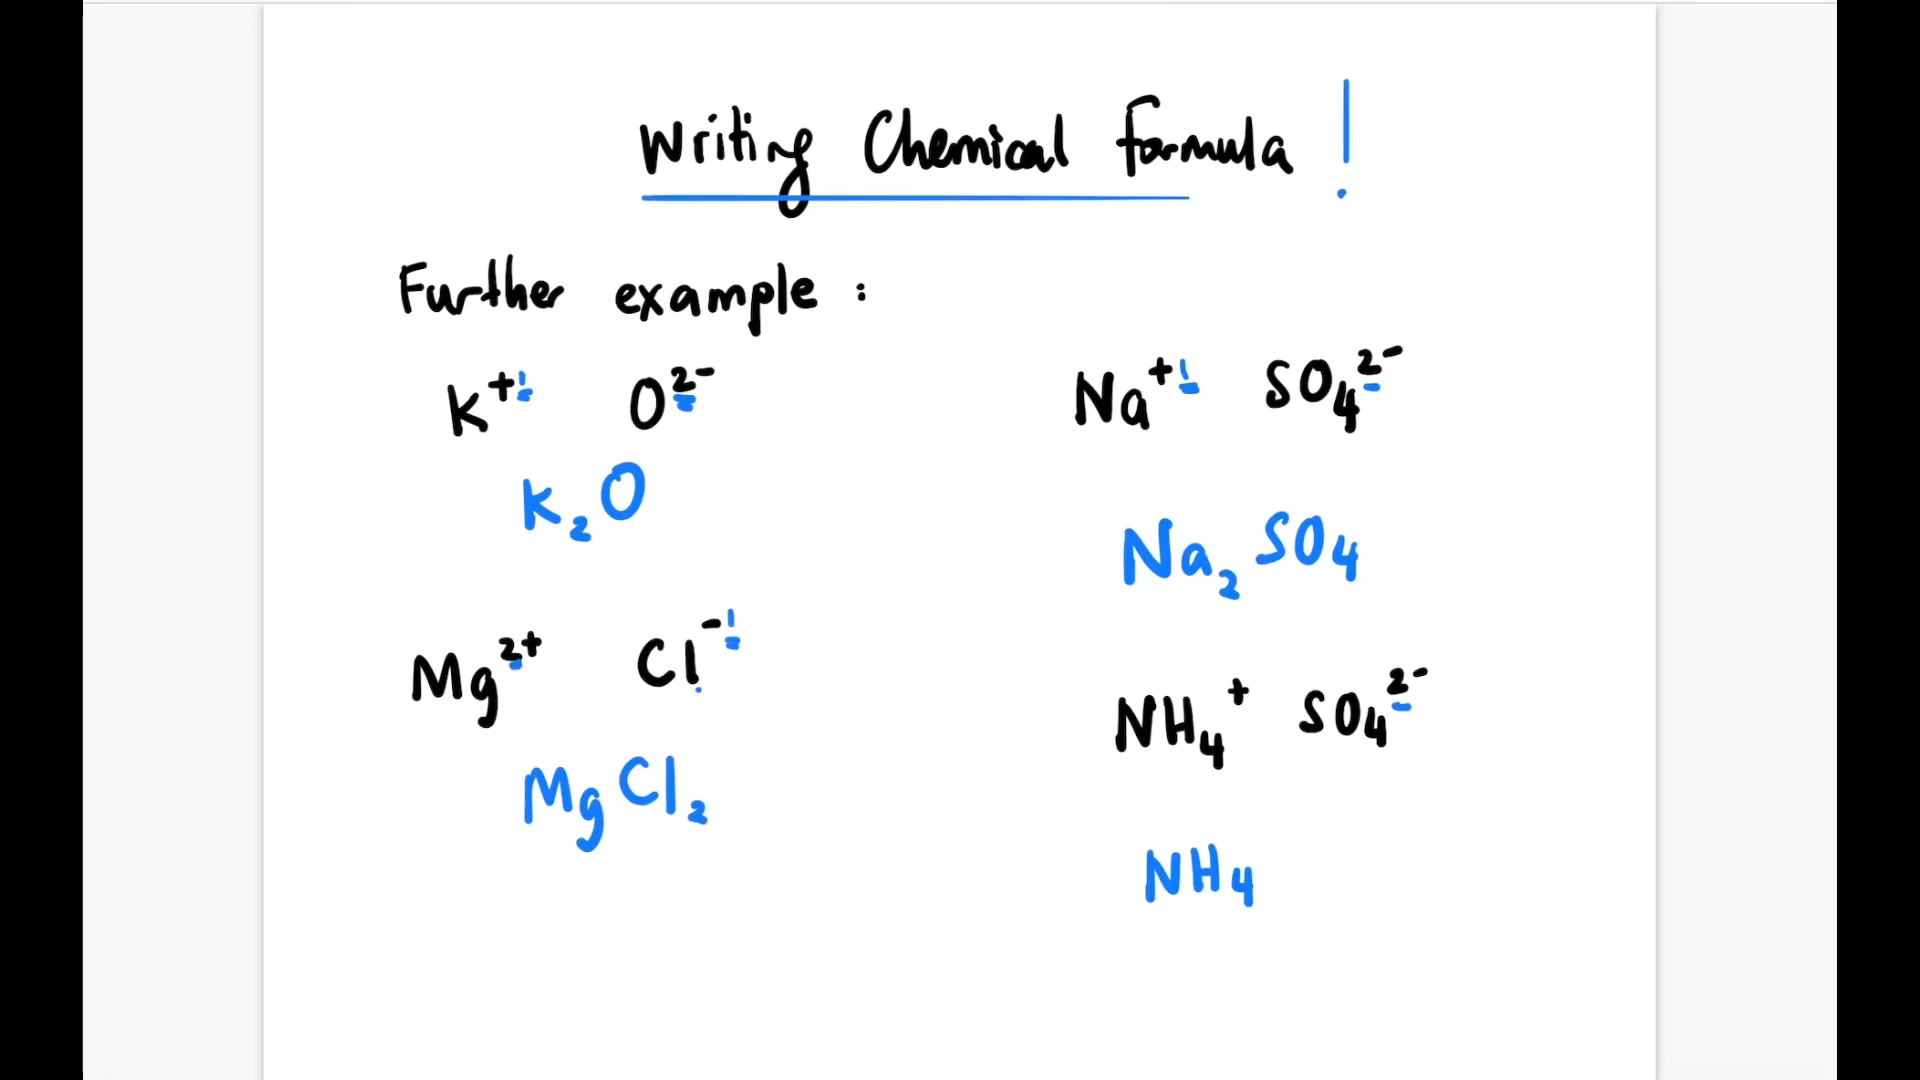 Writing Chemical formula !
Further example :
K⁺¹ O²⁻
K₂O
Mg²⁺ Cl⁻¹
MgCl₂
Na⁺¹ SO₄²⁻
Na₂SO₄
NH₄⁺ SO₄²⁻
NH₄